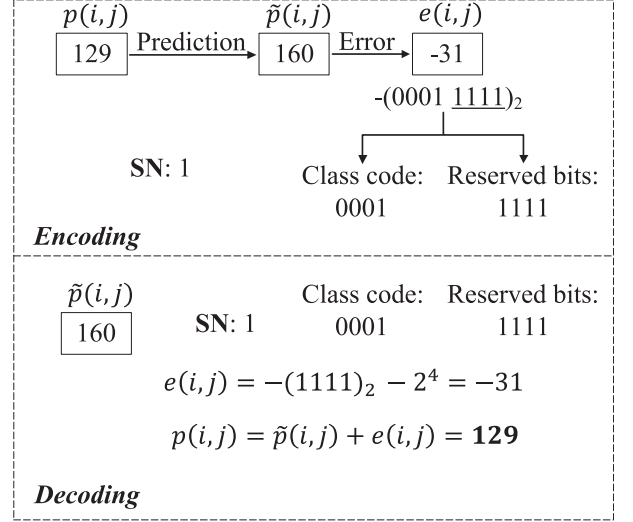 p(i,j) p̃(i,j) e(i,j)
129 Prediction 160 Error -31
-(0001 1111)₂
SN: 1
Class code: Reserved bits:
0001 1111
Encoding
p̃(i,j) Class code: Reserved bits:
160 SN: 1 0001 1111
e(i,j) = −(1111)₂ − 2⁴ = −31
p(i,j) = p̃(i,j) + e(i,j) = 129
Decoding